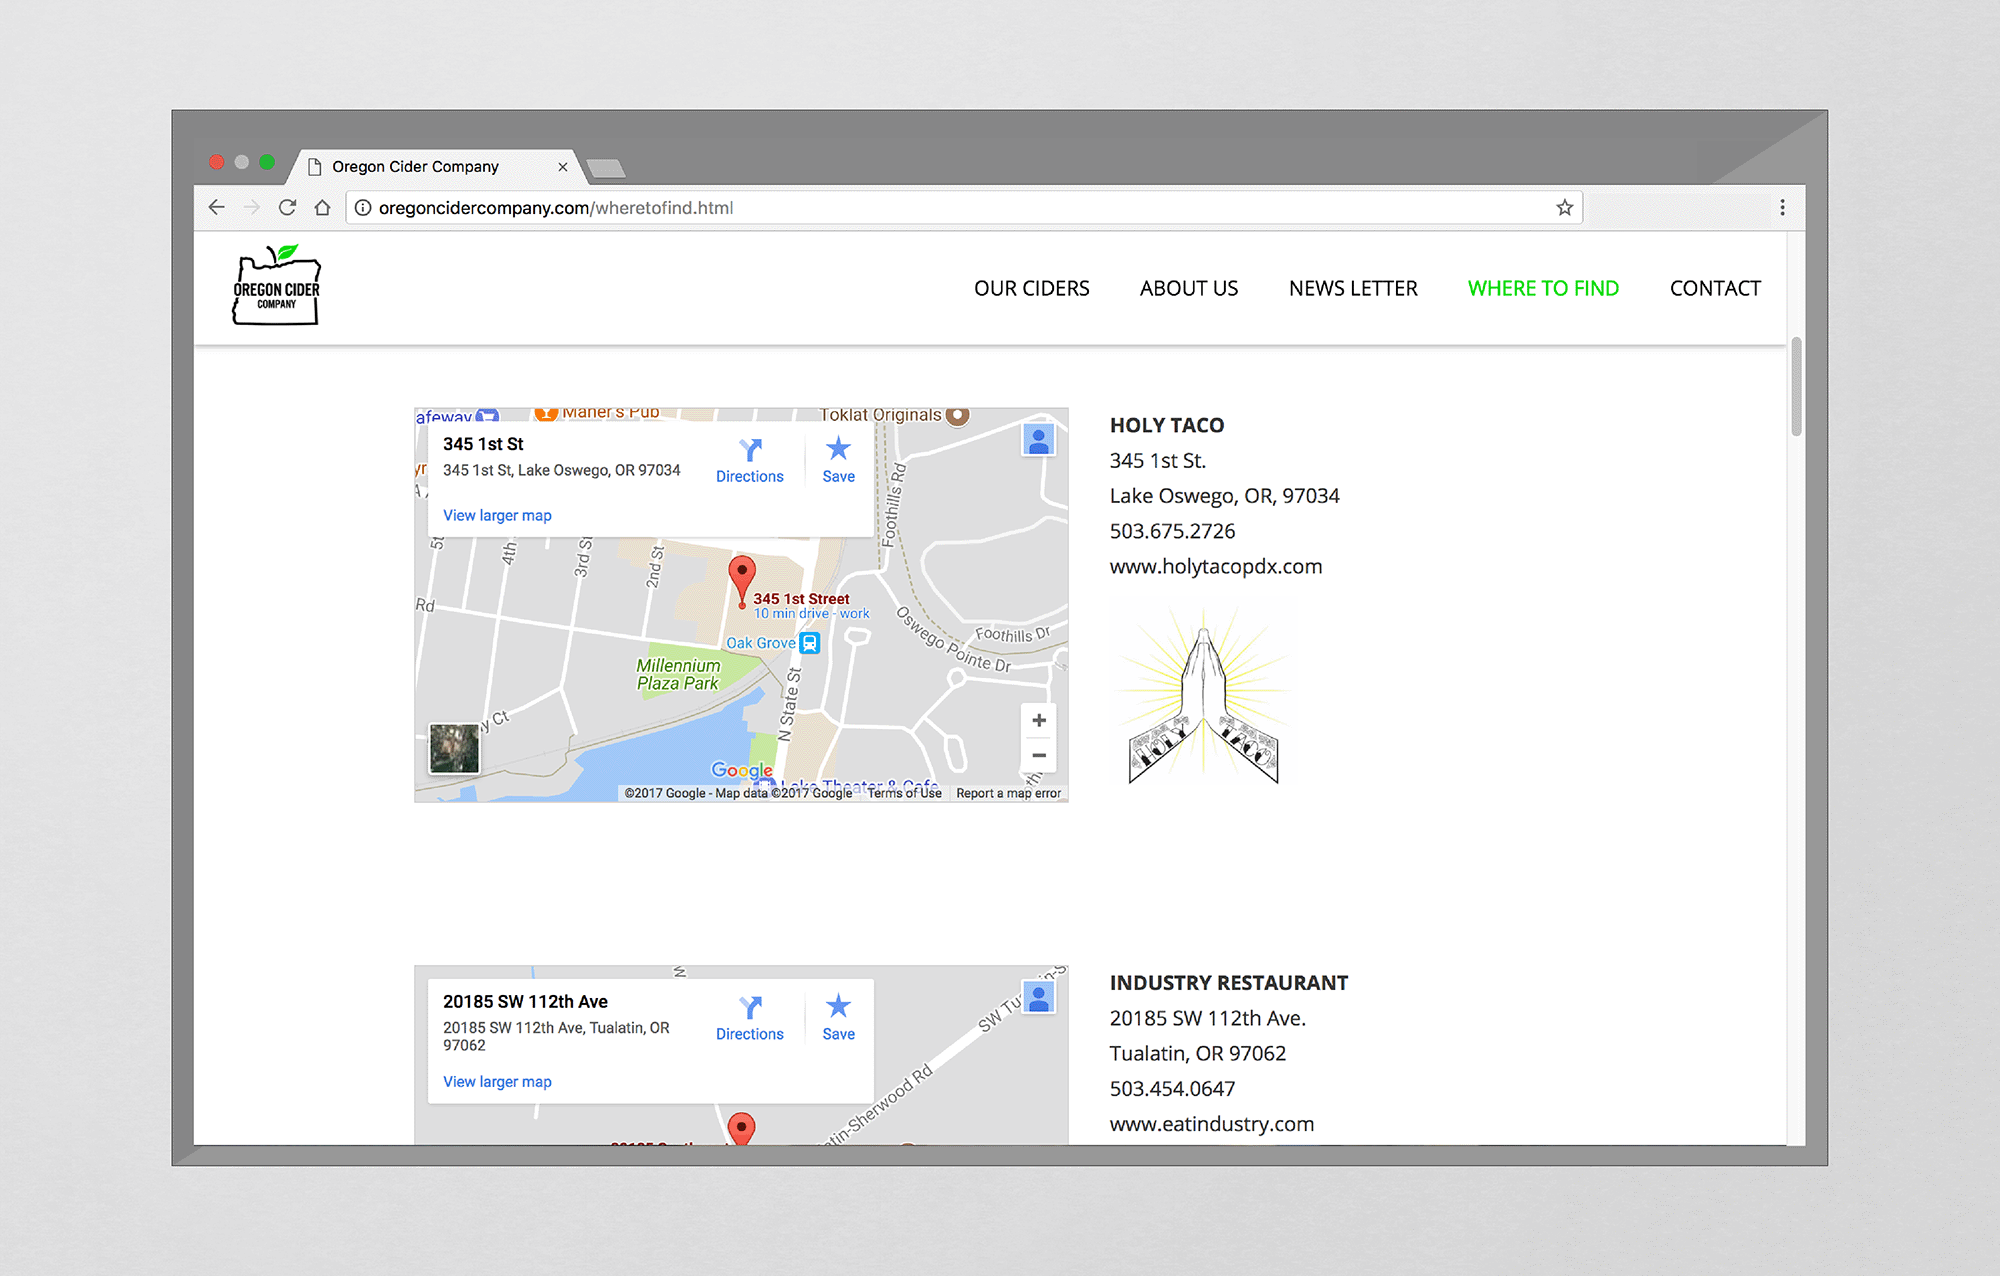 Oregon Cider Company
oregoncidercompany.com/wheretofind.html
OREGON CIDER
COMPANY
OUR CIDERS
ABOUT US
NEWS LETTER
WHERE TO FIND
CONTACT
afeway
Maner's Pub
Toklat Originals
345 1st St
345 1st St, Lake Oswego, OR 97034
View larger map
Directions
Save
Foothills Rd
5t
4th
3rd St
2nd St
Rd
345 1st Street
10 min drive - work
Oak Grove
Millennium
Plaza Park
Oswego Pointe Dr
Foothills Dr
N State St
y Ct
Google
Lake Theater & Cafe
©2017 Google - Map data ©2017 Google
Terms of Use
Report a map error
HOLY TACO
345 1st St.
Lake Oswego, OR, 97034
503.675.2726
www.holytacopdx.com
HOLY TACO
20185 SW 112th Ave
20185 SW 112th Ave, Tualatin, OR
97062
View larger map
Directions
Save
W
SW Tu
in-S
atin-Sherwood Rd
INDUSTRY RESTAURANT
20185 SW 112th Ave.
Tualatin, OR 97062
503.454.0647
www.eatindustry.com